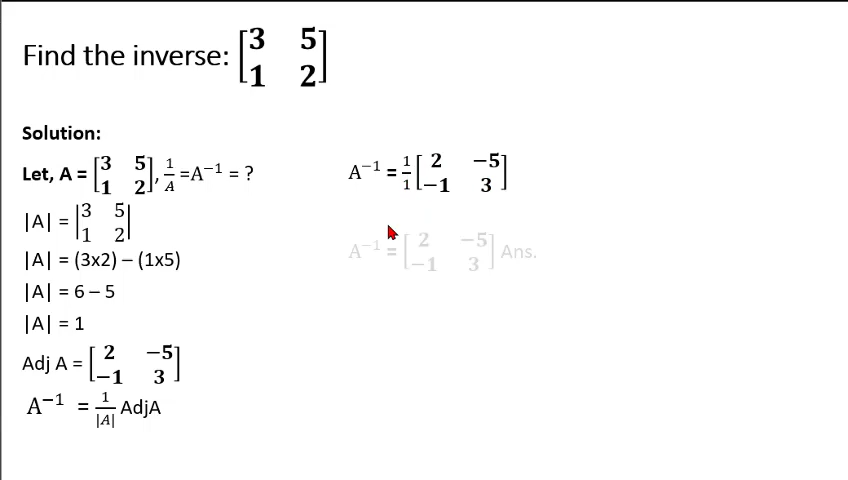 Find the inverse: [3 5
1 2]
Solution:
Let, A = [3 5
1 2], 1/A =A⁻¹ = ?
|A| = |3 5
1 2|
|A| = (3x2) – (1x5)
|A| = 6 – 5
|A| = 1
Adj A = [2 −5
−1 3]
A⁻¹ = 1/|A| AdjA
A⁻¹ = 1/1 [2 −5
−1 3]
A⁻¹ = [2 −5
−1 3] Ans.